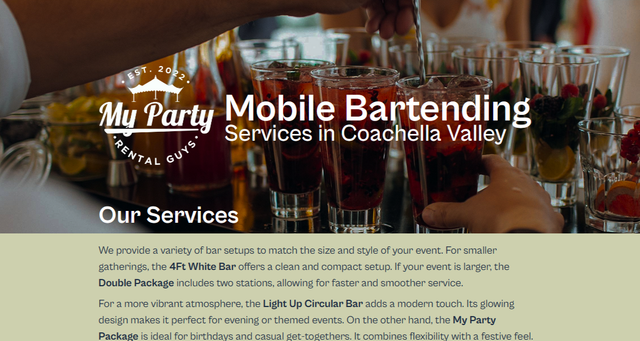 EST. 2022
My Party
RENTAL GUYS
Mobile Bartending
Services in Coachella Valley
Our Services
We provide a variety of bar setups to match the size and style of your event. For smaller
gatherings, the 4Ft White Bar offers a clean and compact setup. If your event is larger, the
Double Package includes two stations, allowing for faster and smoother service.
For a more vibrant atmosphere, the Light Up Circular Bar adds a modern touch. Its glowing
design makes it perfect for evening or themed events. On the other hand, the My Party
Package is ideal for birthdays and casual get-togethers. It combines flexibility with a festive feel.